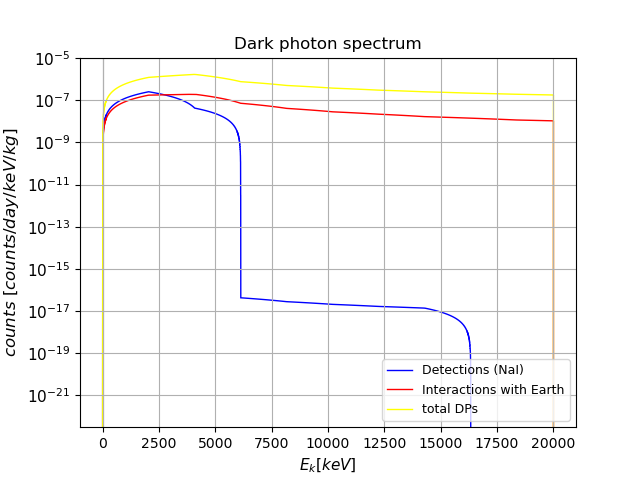 Dark photon spectrum
counts [counts/day/keV/kg]
10⁻⁵
10⁻⁷
10⁻⁹
10⁻¹¹
10⁻¹³
10⁻¹⁵
10⁻¹⁷
10⁻¹⁹
10⁻²¹
Detections (NaI)
Interactions with Earth
total DPs
0 2500 5000 7500 10000 12500 15000 17500 20000
Eₖ[keV]